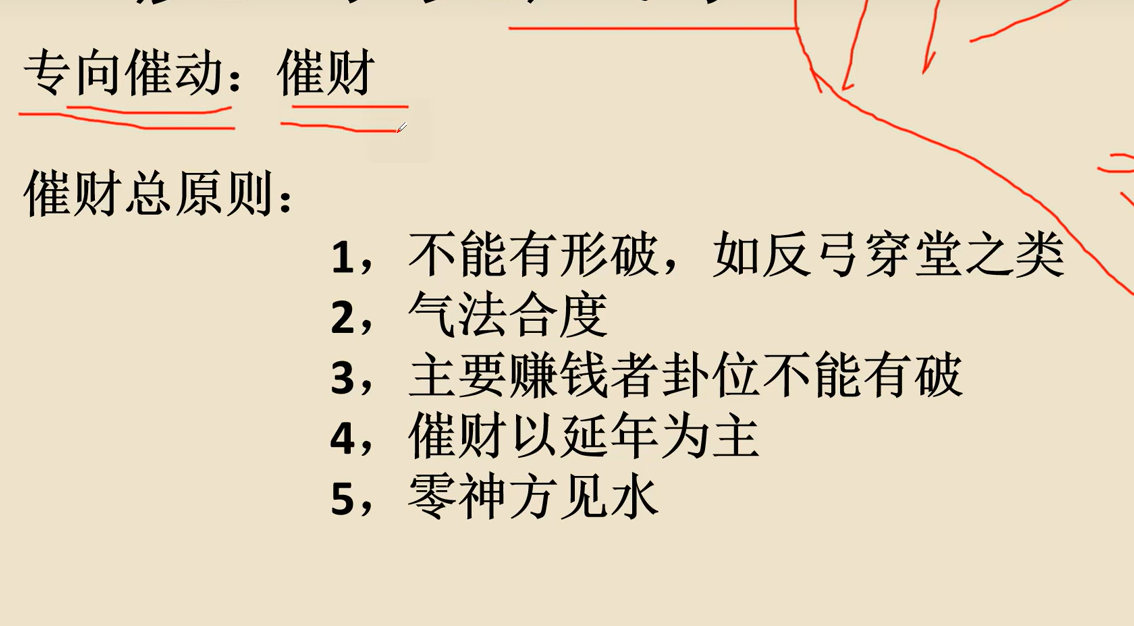 专向催动：催财
催财总原则：
1，不能有形破，如反弓穿堂之类
2，气法合度
3，主要赚钱者卦位不能有破
4，催财以延年为主
5，零神方见水